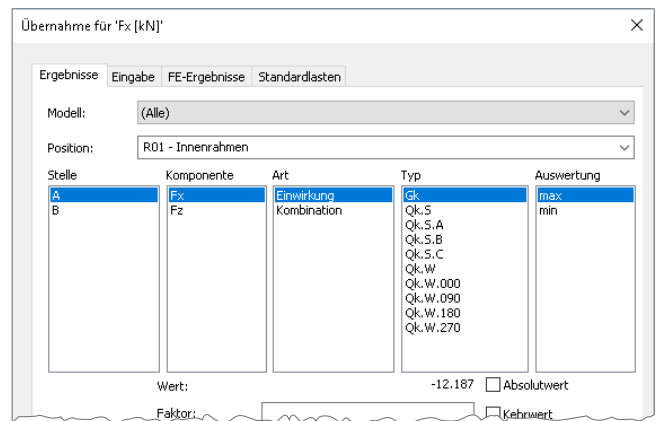 Übernahme für 'Fx [kN]'
Ergebnisse Eingabe FE-Ergebnisse Standardlasten
Modell: (Alle)
Position: R01 - Innenrahmen
Stelle Komponente Art Typ Auswertung
A Fx Einwirkung Gk max
B Fz Kombination Qk.S min
Qk.S.A
Qk.S.B
Qk.S.C
Qk.W
Qk.W.000
Qk.W.090
Qk.W.180
Qk.W.270
Wert: -12.187 Absolutwert
Faktor: Kehrwert